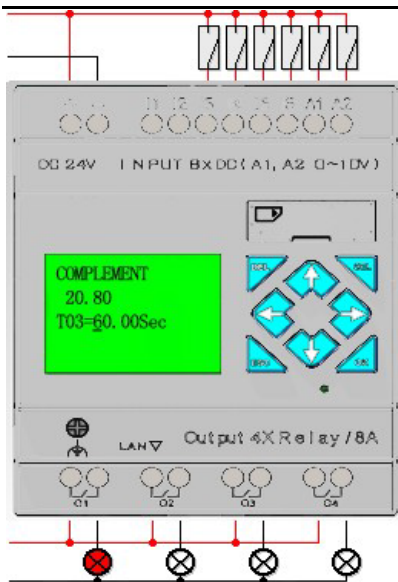 I1 I2 I3 I5 I6 A1 A2
DC 24V INPUT 8xDC(A1, A2 0~10V)
COMPLEMENT
20.80
T03=60.00Sec
LAN ▽ Output 4X Relay/8A
Q1 Q2 Q3 Q4